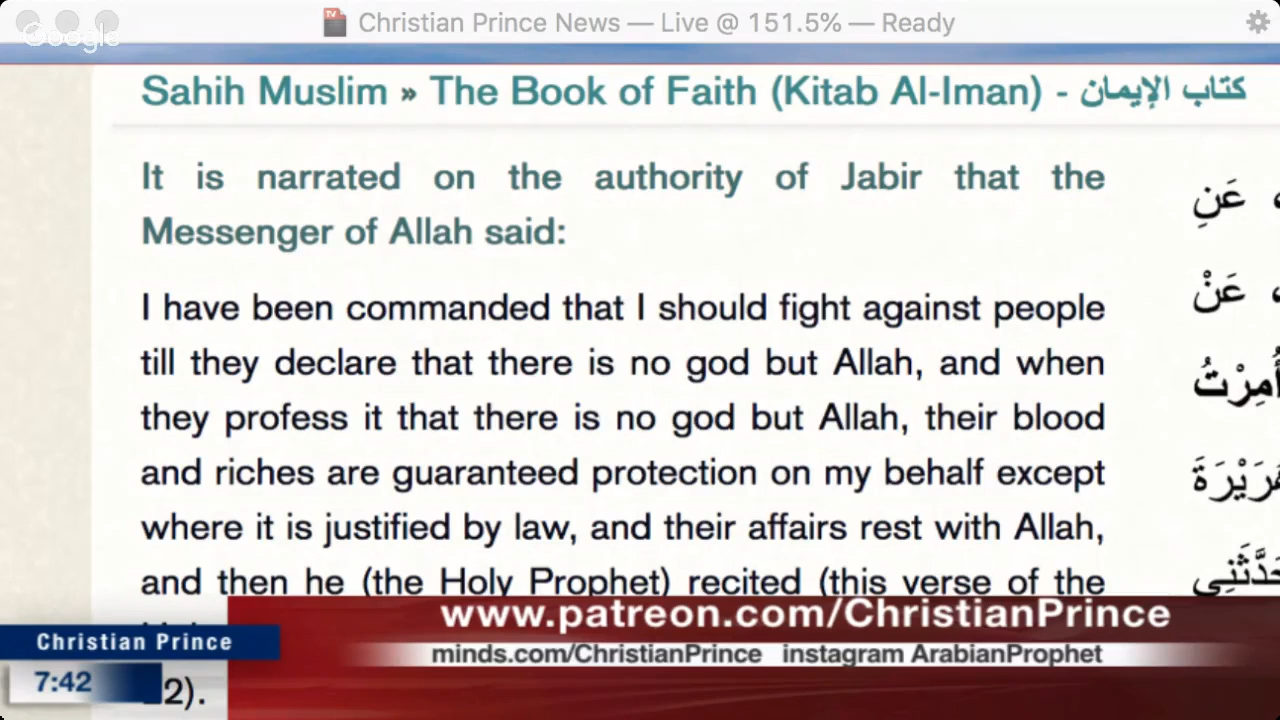 Christian Prince News — Live @ 151.5% — Ready
Google
Sahih Muslim » The Book of Faith (Kitab Al-Iman) - كتاب الإيمان
It is narrated on the authority of Jabir that the
Messenger of Allah said:
عَنِ
I have been commanded that I should fight against people
عَنْ
till they declare that there is no god but Allah, and when
they profess it that there is no god but Allah, their blood
and riches are guaranteed protection on my behalf except
where it is justified by law, and their affairs rest with Allah,
and then he (the Holy Prophet) recited (this verse of the
www.patreon.com/ChristianPrince
Christian Prince
minds.com/ChristianPrince instagram ArabianProphet
7:42
2).